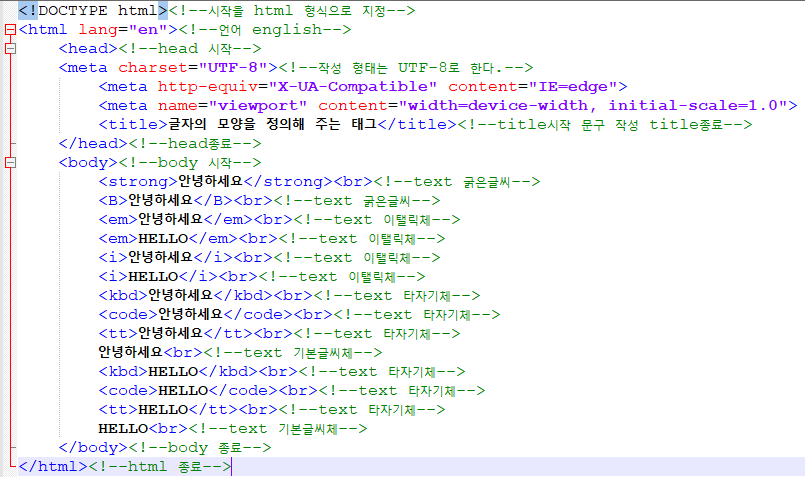 <!DOCTYPE html><!--시작을 html 형식으로 지정-->
<html lang="en"><!--언어 english-->
<head><!--head 시작-->
<meta charset="UTF-8"><!--작성 형태는 UTF-8로 한다.-->
<meta http-equiv="X-UA-Compatible" content="IE=edge">
<meta name="viewport" content="width=device-width, initial-scale=1.0">
<title>글자의 모양을 정의해 주는 태그</title><!--title시작 문구 작성 title종료-->
</head><!--head종료-->
<body><!--body 시작-->
<strong>안녕하세요</strong><br><!--text 굵은글씨-->
<B>안녕하세요</B><br><!--text 굵은글씨-->
<em>안녕하세요</em><br><!--text 이탤릭체-->
<em>HELLO</em><br><!--text 이탤릭체-->
<i>안녕하세요</i><br><!--text 이탤릭체-->
<i>HELLO</i><br><!--text 이탤릭체-->
<kbd>안녕하세요</kbd><br><!--text 타자기체-->
<code>안녕하세요</code><br><!--text 타자기체-->
<tt>안녕하세요</tt><br><!--text 타자기체-->
안녕하세요<br><!--text 기본글씨체-->
<kbd>HELLO</kbd><br><!--text 타자기체-->
<code>HELLO</code><br><!--text 타자기체-->
<tt>HELLO</tt><br><!--text 타자기체-->
HELLO<br><!--text 기본글씨체-->
</body><!--body 종료-->
</html><!--html 종료-->